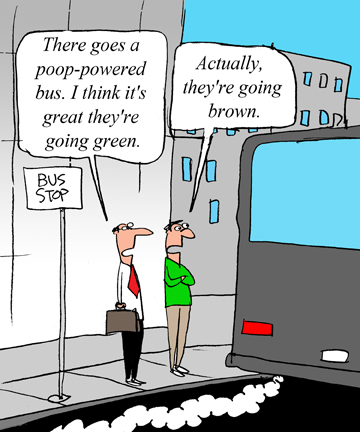 There goes a
poop-powered
bus. I think it's
great they're
going green.
Actually,
they're going
brown.
BUS
STOP